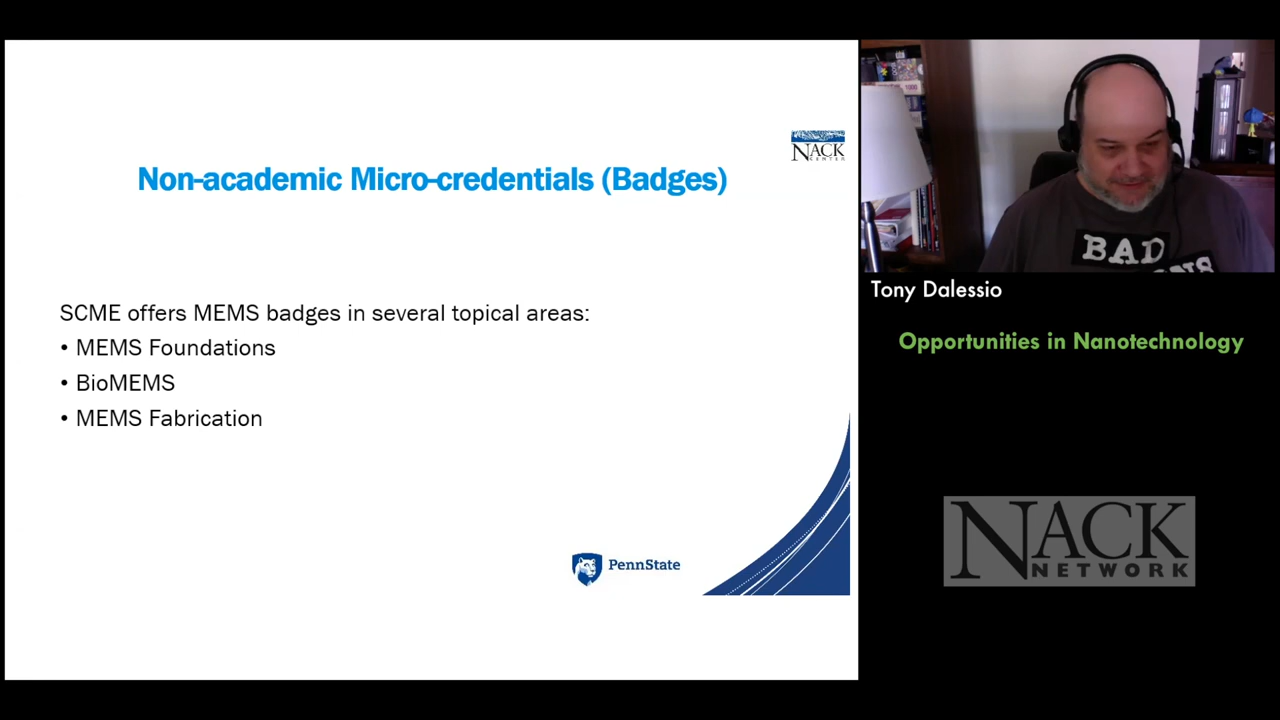 NACK
CENTER
Non-academic Micro-credentials (Badges)
SCME offers MEMS badges in several topical areas:
• MEMS Foundations
• BioMEMS
• MEMS Fabrication
PennState
BAD
Tony Dalessio
Opportunities in Nanotechnology
NACK
NETWORK